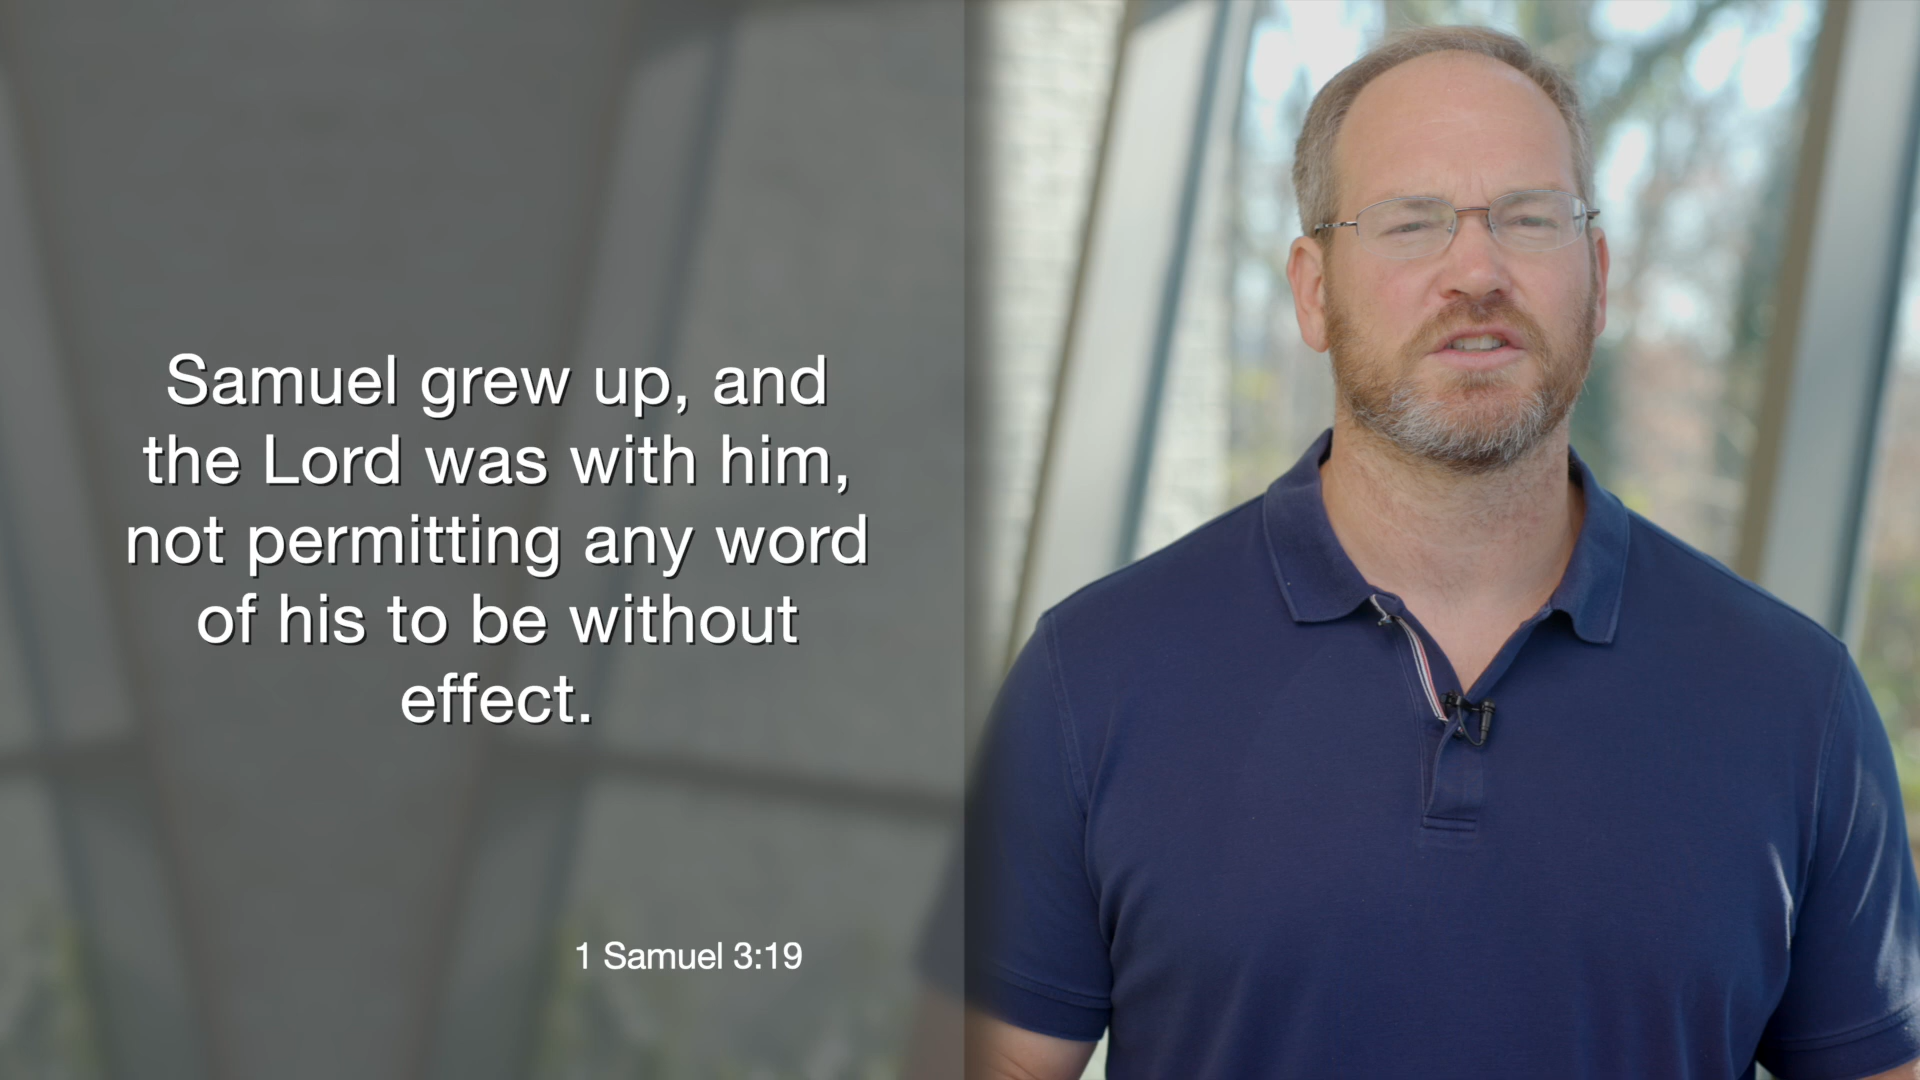 Samuel grew up, and
the Lord was with him,
not permitting any word
of his to be without
effect.
1 Samuel 3:19